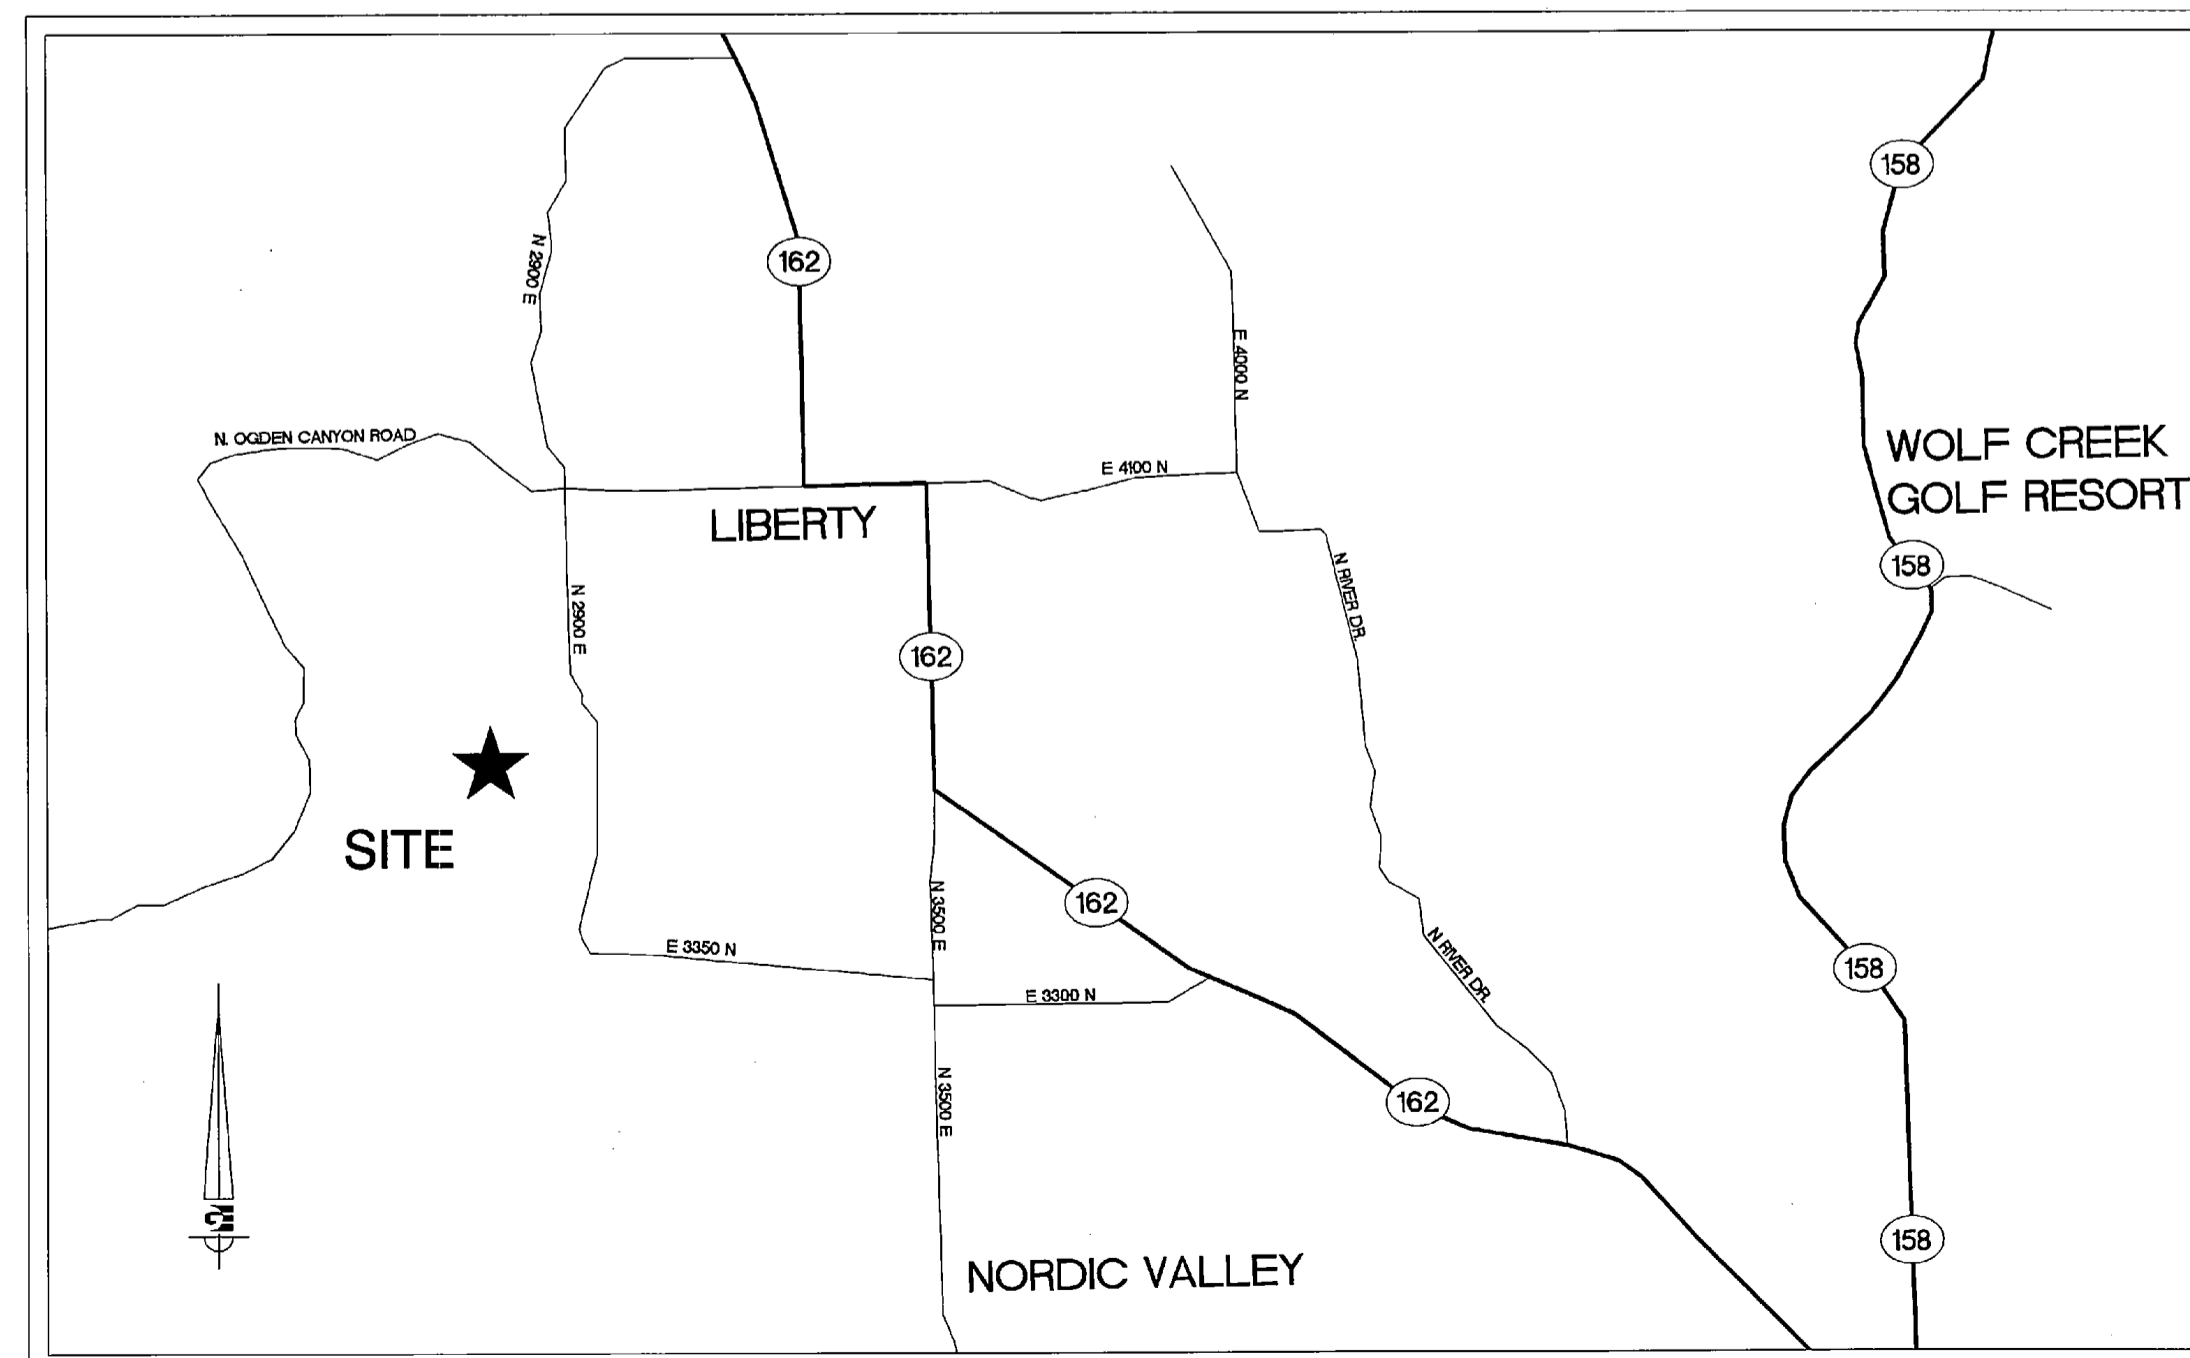 158
N 2900 E
162
E 4000 N
N. OGDEN CANYON ROAD
E 4100 N
WOLF CREEK
GOLF RESORT
LIBERTY
158
N RIVER DR.
N 2900 E
162
SITE
162
N 3500 E
E 3350 N
N RIVER DR.
158
E 3300 N
N 3500 E
162
158
NORDIC VALLEY